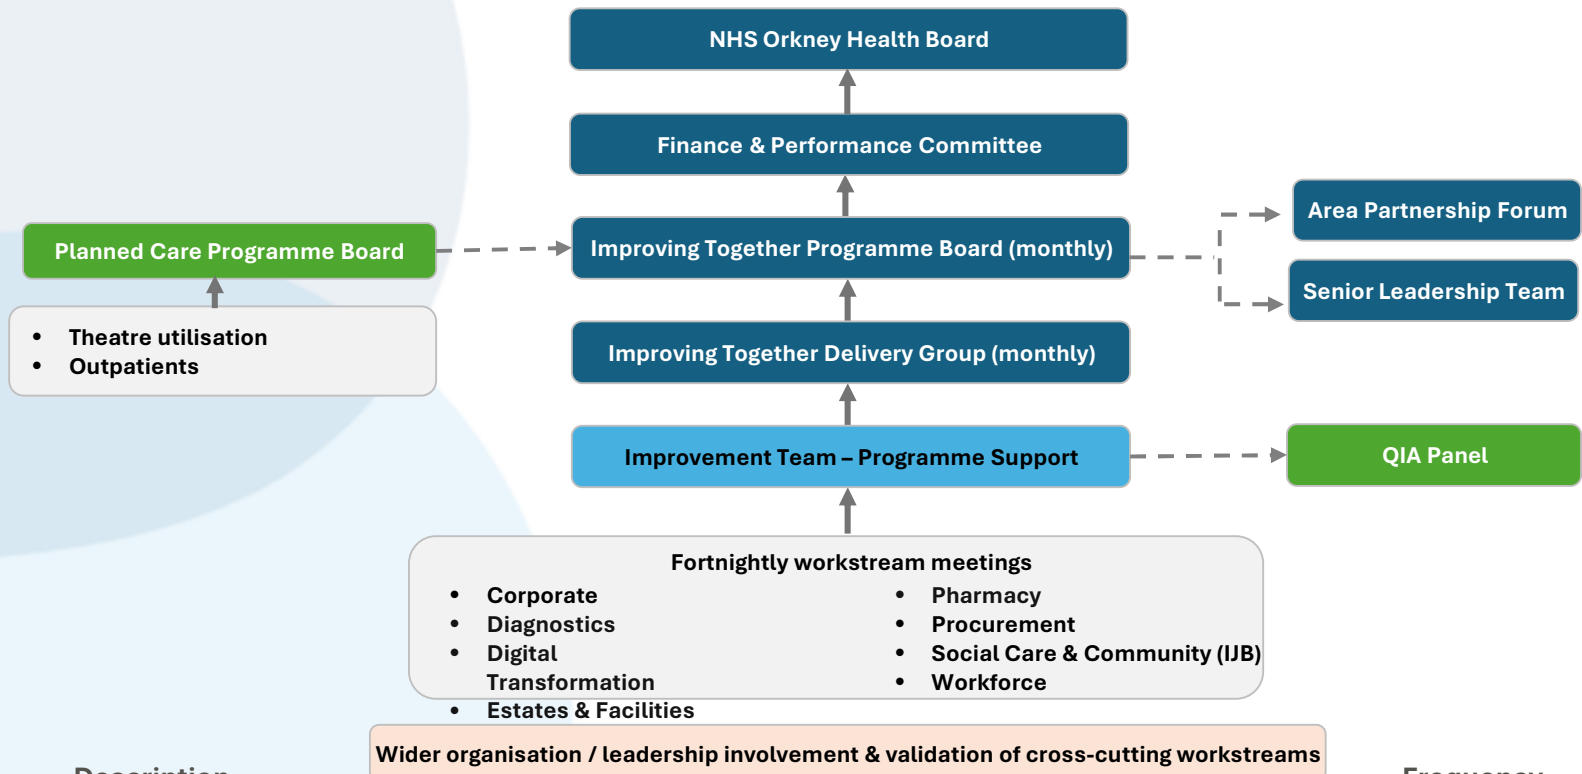 NHS Orkney Health Board
Finance & Performance Committee
Area Partnership Forum
Planned Care Programme Board
Improving Together Programme Board (monthly)
Senior Leadership Team
• Theatre utilisation
• Outpatients
Improving Together Delivery Group (monthly)
Improvement Team – Programme Support
QIA Panel
Fortnightly workstream meetings
• Corporate
• Diagnostics
• Digital
Transformation
• Estates & Facilities
• Pharmacy
• Procurement
• Social Care & Community (IJB)
• Workforce
Wider organisation / leadership involvement & validation of cross-cutting workstreams
Description
Frequency